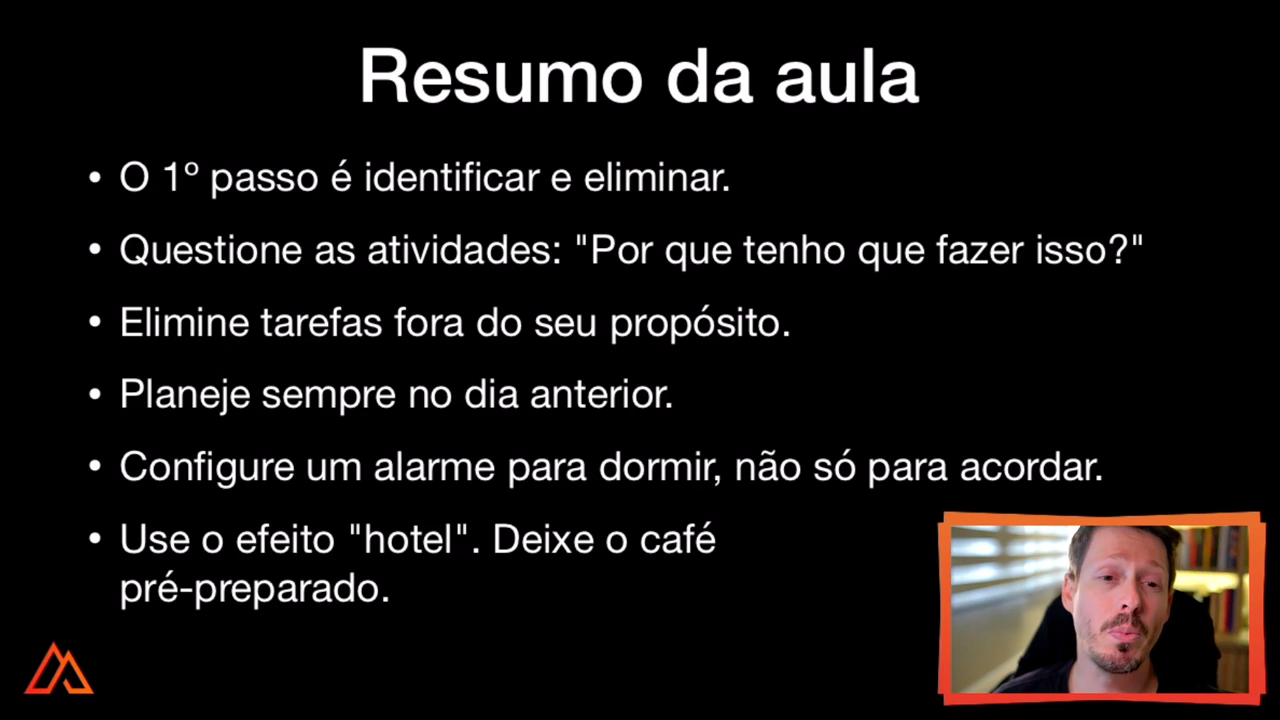 Resumo da aula
• O 1º passo é identificar e eliminar.
• Questione as atividades: "Por que tenho que fazer isso?"
• Elimine tarefas fora do seu propósito.
• Planeje sempre no dia anterior.
• Configure um alarme para dormir, não só para acordar.
• Use o efeito "hotel". Deixe o café
pré-preparado.